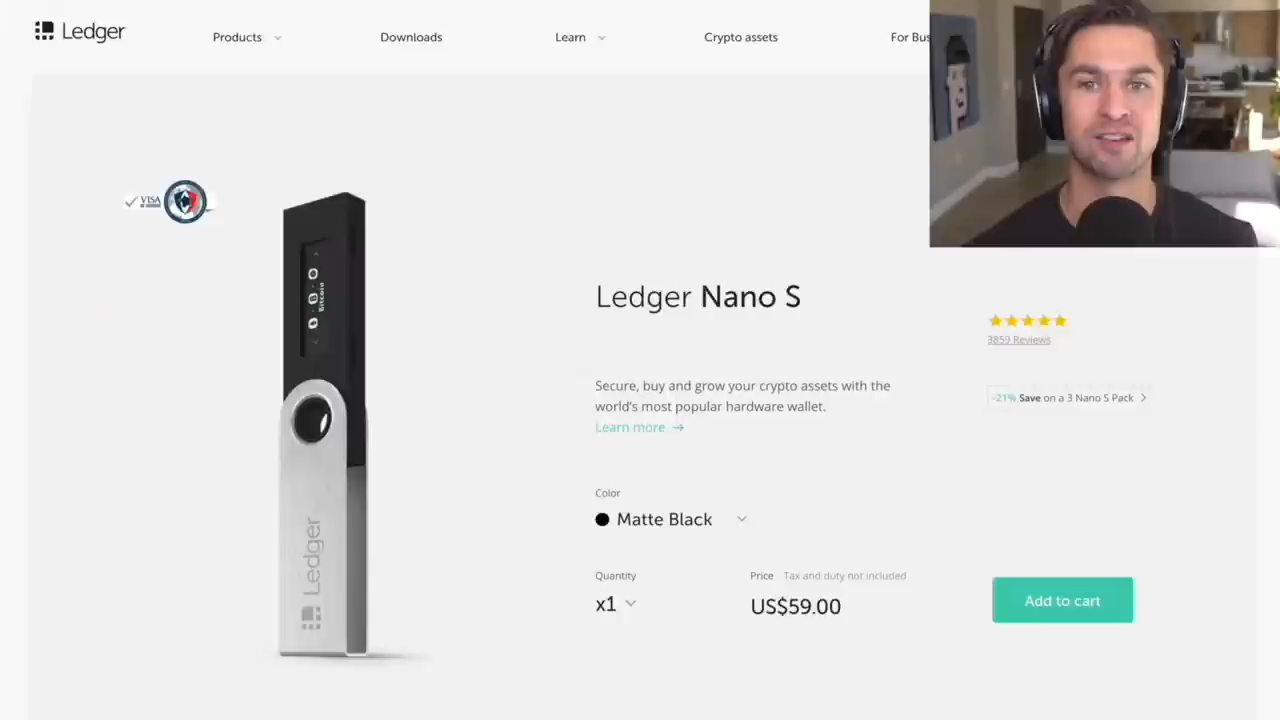 Ledger
Products
Downloads
Learn
Crypto assets
For Bus
VISA
Bitcoin
Ledger
Ledger Nano S
3859 Reviews
Secure, buy and grow your crypto assets with the
world's most popular hardware wallet.
Learn more →
-21% Save on a 3 Nano S Pack
Color
Matte Black
Quantity
x1
Price Tax and duty not included
US$59.00
Add to cart